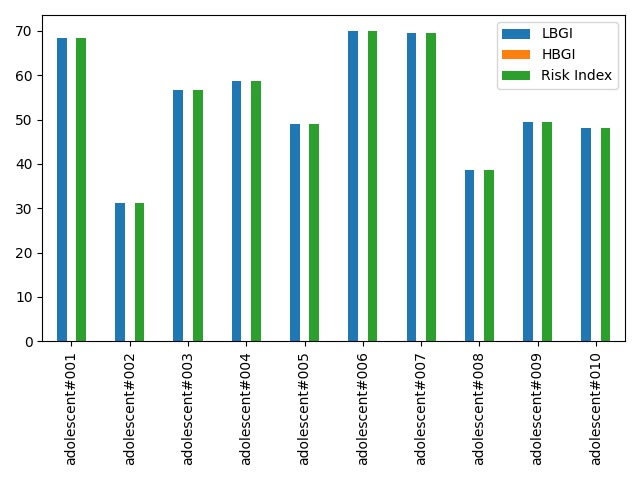 LBGI
HBGI
Risk Index
70
60
50
40
30
20
10
0
adolescent#001
adolescent#002
adolescent#003
adolescent#004
adolescent#005
adolescent#006
adolescent#007
adolescent#008
adolescent#009
adolescent#010